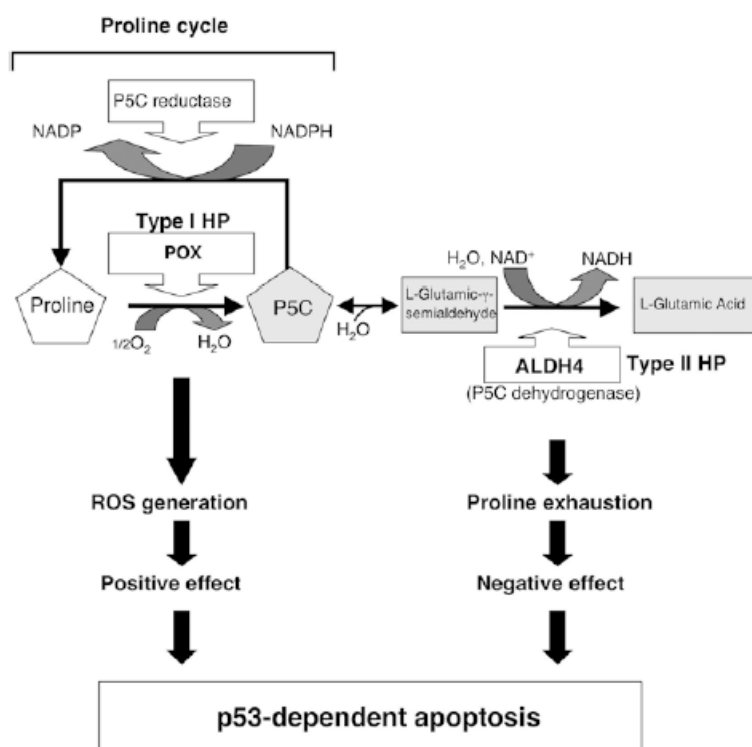 Proline cycle
P5C reductase
NADP
NADPH
Type I HP
POX
H₂O, NAD⁺
NADH
Proline
P5C
L-Glutamic-γ-
semialdehyde
L-Glutamic Acid
1/2O₂
H₂O
H₂O
ALDH4
Type II HP
(P5C dehydrogenase)
ROS generation
Proline exhaustion
Positive effect
Negative effect
p53-dependent apoptosis